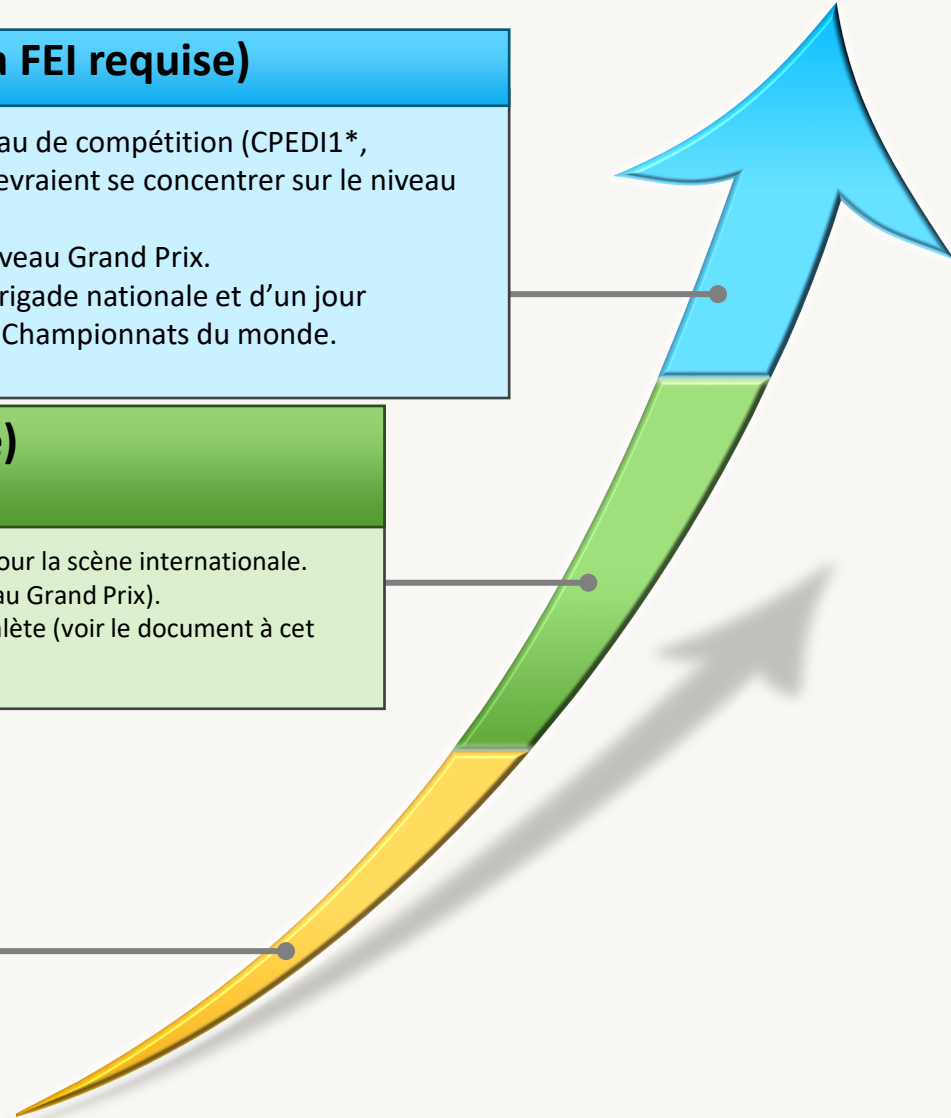 FEI requise)
au de compétition (CPEDI1*,
evraient se concentrer sur le niveau
veau Grand Prix.
rigade nationale et d’un jour
Championnats du monde.
e)
our la scène internationale.
au Grand Prix).
alète (voir le document à cet